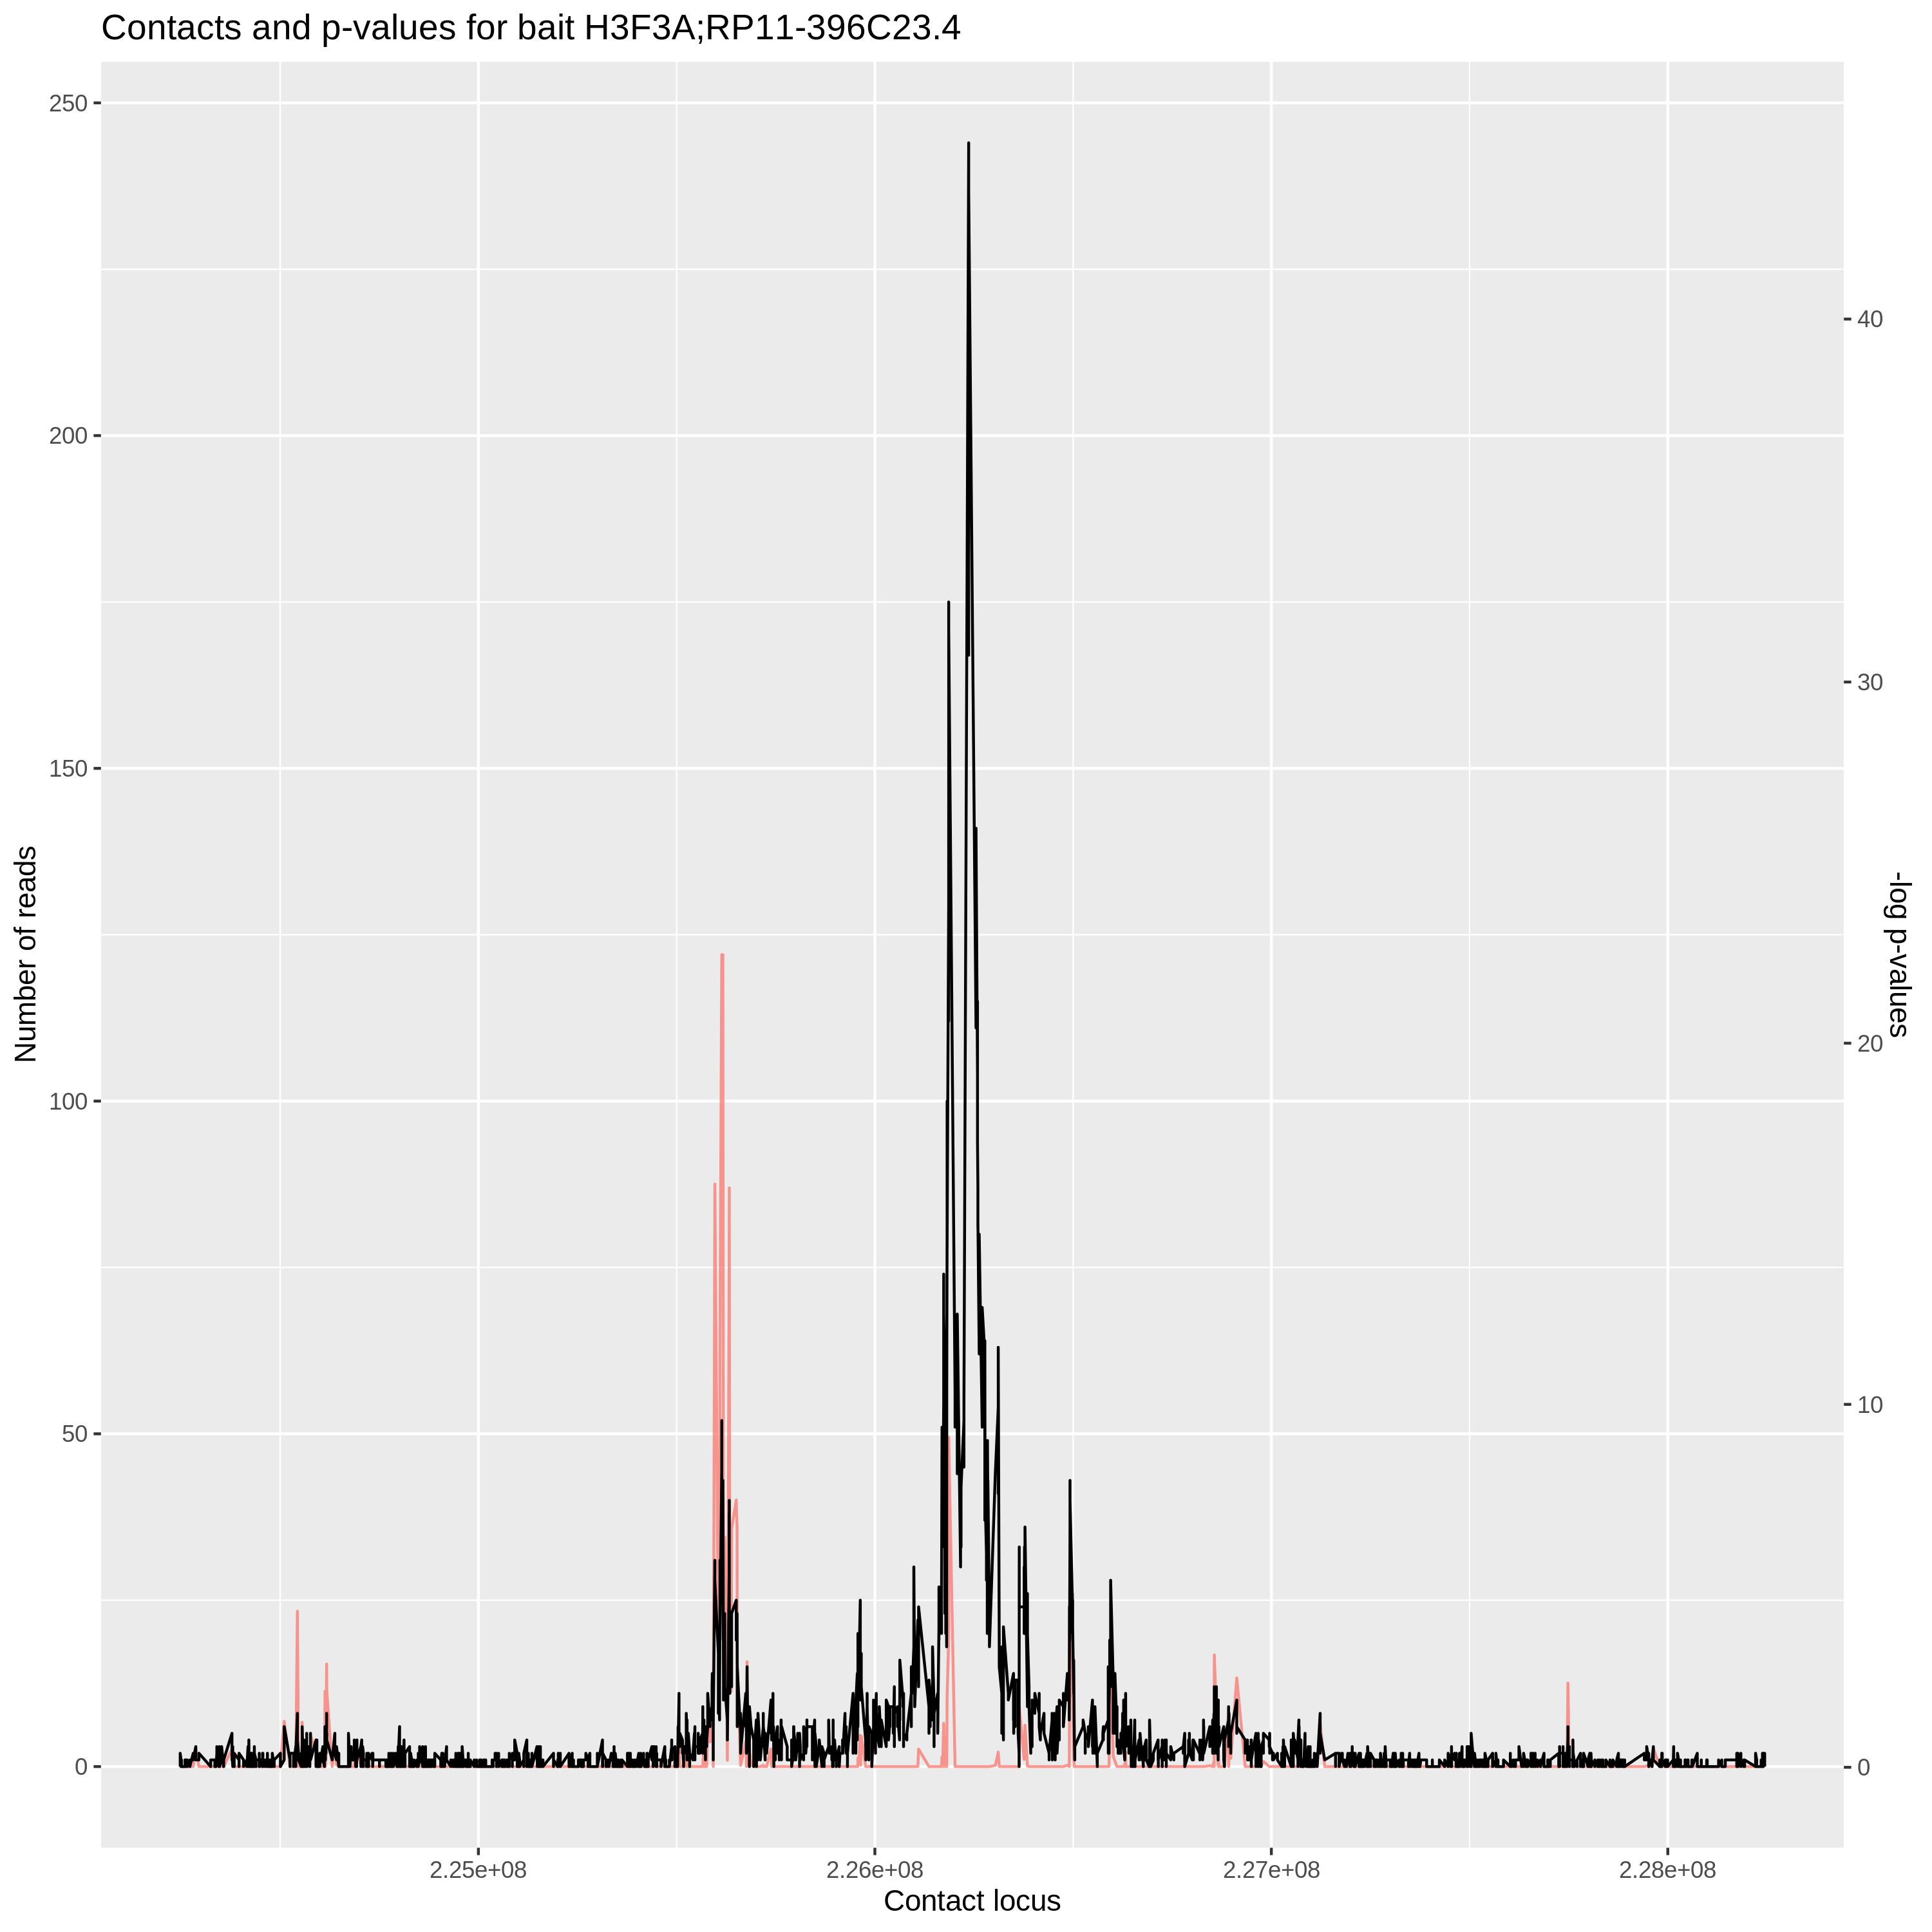 Contacts and p-values for bait H3F3A;RP11-396C23.4
250
200
150
100
50
0
Number of reads
40
30
20
10
0
-log p-values
2.25e+08
2.26e+08
2.27e+08
2.28e+08
Contact locus